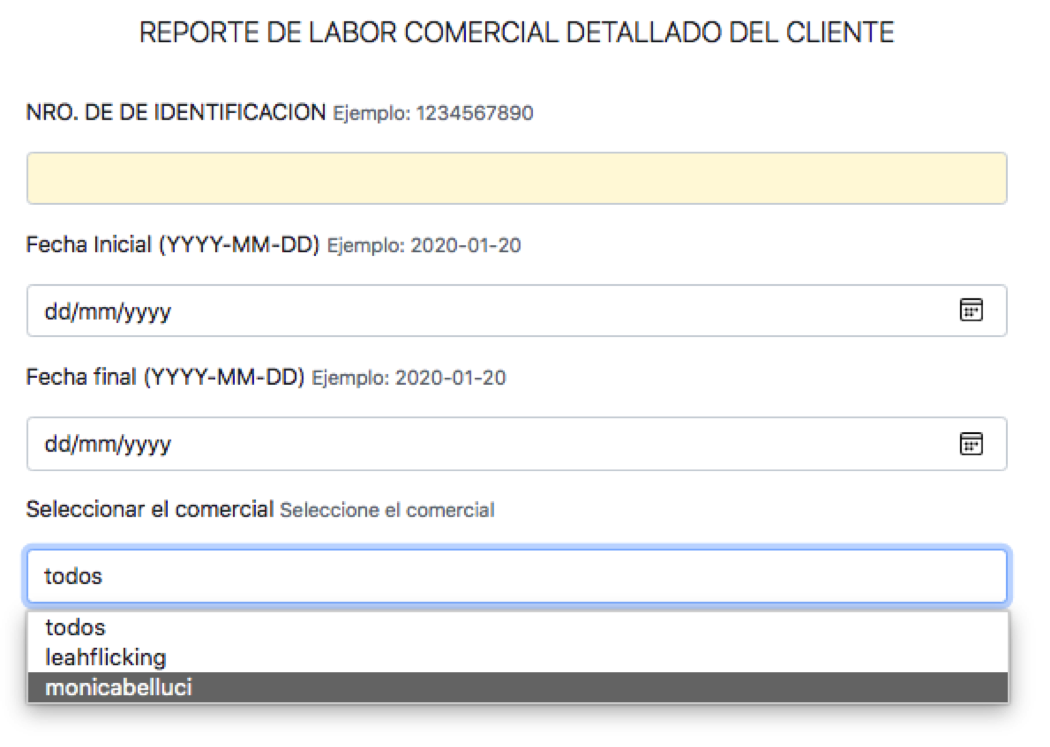 REPORTE DE LABOR COMERCIAL DETALLADO DEL CLIENTE
NRO. DE DE IDENTIFICACION Ejemplo: 1234567890
Fecha Inicial (YYYY-MM-DD) Ejemplo: 2020-01-20
dd/mm/yyyy
Fecha final (YYYY-MM-DD) Ejemplo: 2020-01-20
dd/mm/yyyy
Seleccionar el comercial Seleccione el comercial
todos
todos
leahflicking
monicabelluci